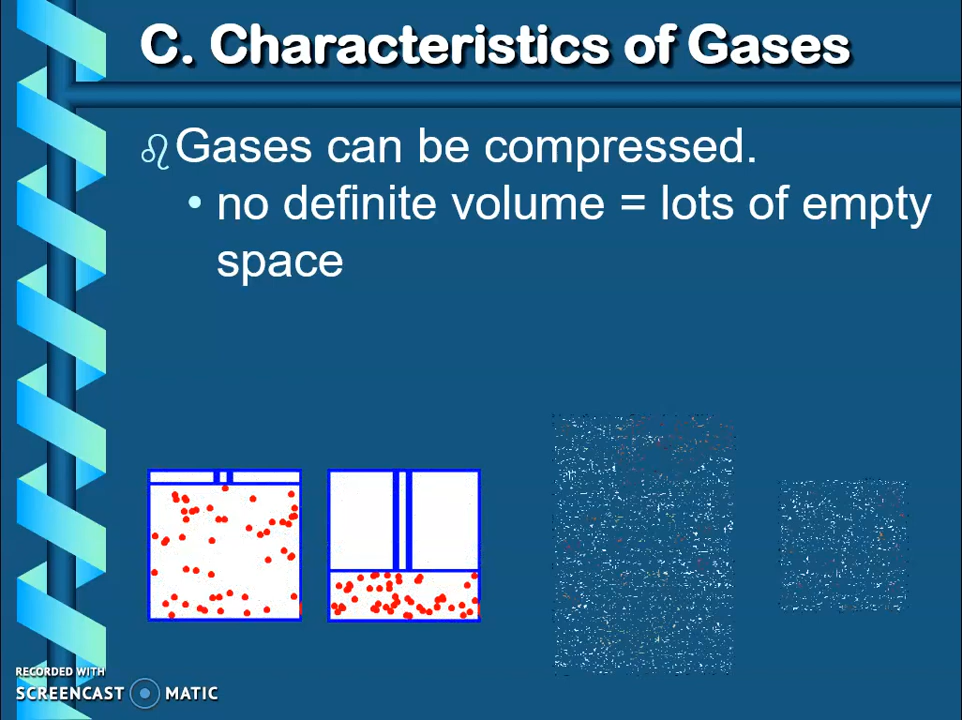 C. Characteristics of Gases
Gases can be compressed.
• no definite volume = lots of empty
space
RECORDED WITH
SCREENCAST MATIC